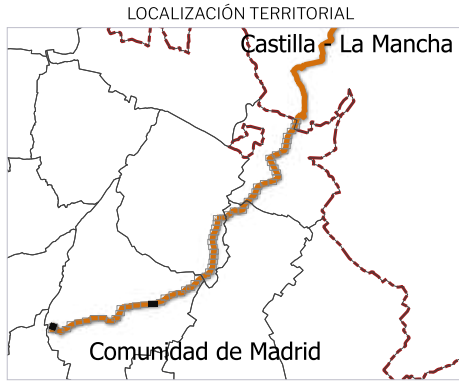 LOCALIZACIÓN TERRITORIAL
Castilla - La Mancha
Comunidad de Madrid